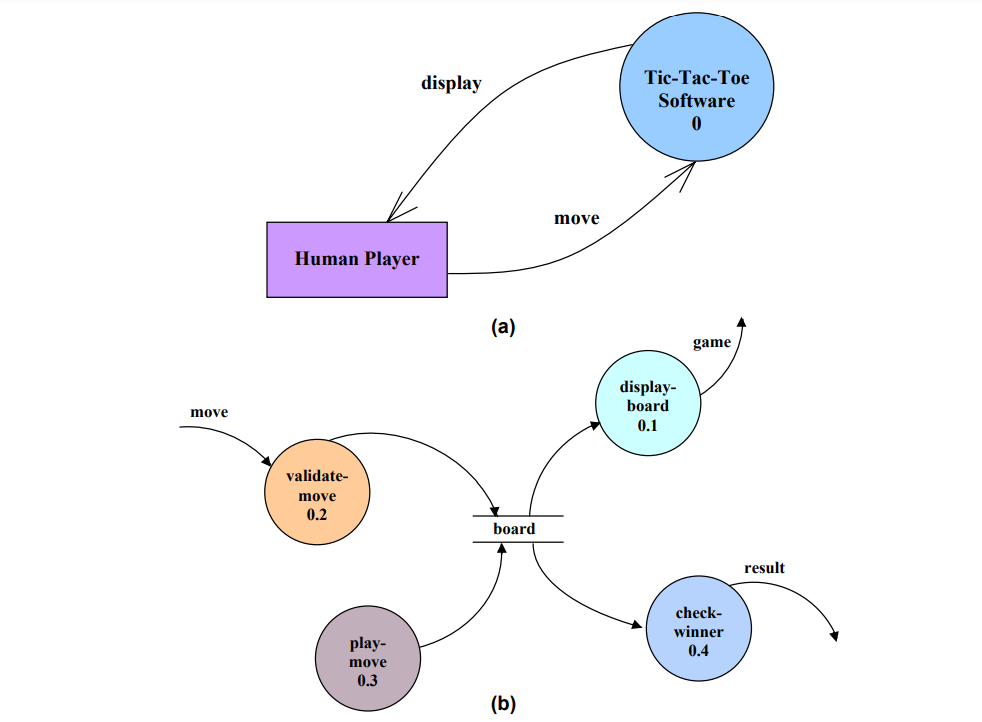 display
Tic-Tac-Toe
Software
0
move
Human Player
(a)
game
display-
board
0.1
move
validate-
move
0.2
board
result
check-
winner
0.4
play-
move
0.3
(b)